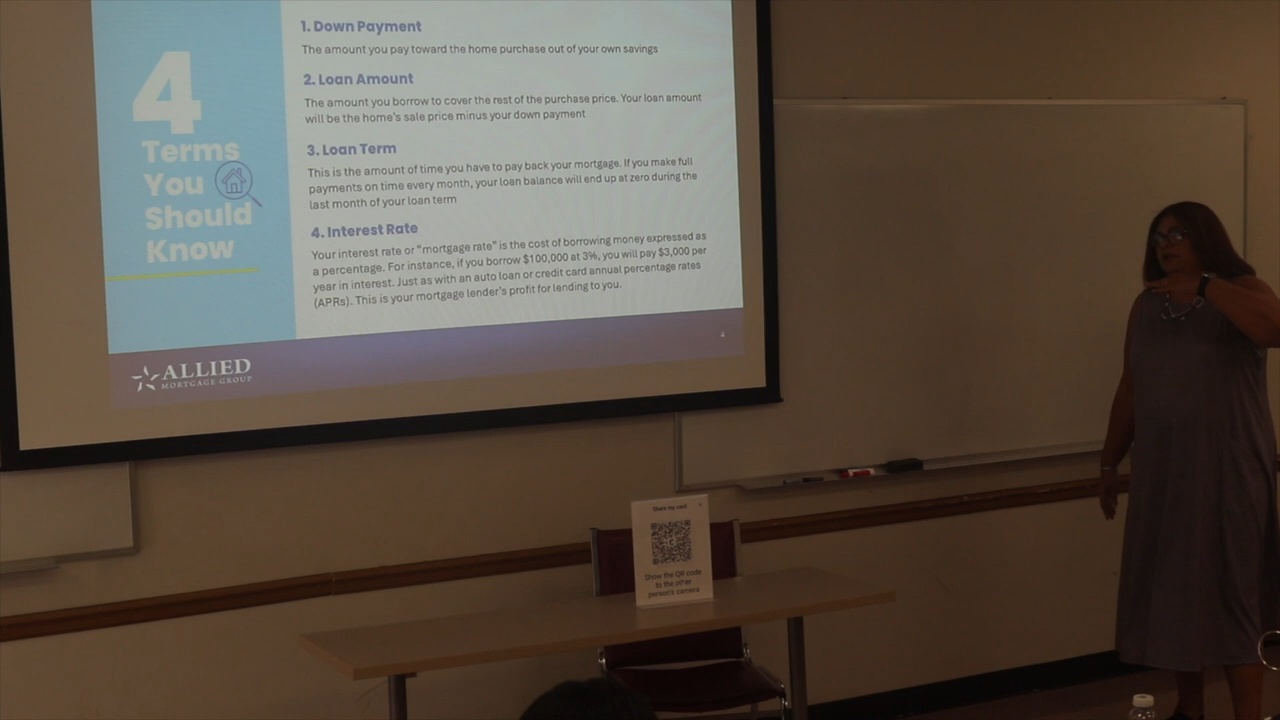 4
Terms
You
Should
Know
1. Down Payment
The amount you pay toward the home purchase out of your own savings
2. Loan Amount
The amount you borrow to cover the rest of the purchase price. Your loan amount
will be the home's sale price minus your down payment
3. Loan Term
This is the amount of time you have to pay back your mortgage. If you make full
payments on time every month, your loan balance will end up at zero during the
last month of your loan term
4. Interest Rate
Your interest rate or "mortgage rate" is the cost of borrowing money expressed as
a percentage. For instance, if you borrow $100,000 at 3%, you will pay $3,000 per
year in interest. Just as with an auto loan or credit card annual percentage rates
(APRs). This is your mortgage lender's profit for lending to you.
4
ALLIED
MORTGAGE GROUP
Share my card
Show the QR code
to the other
person's camera